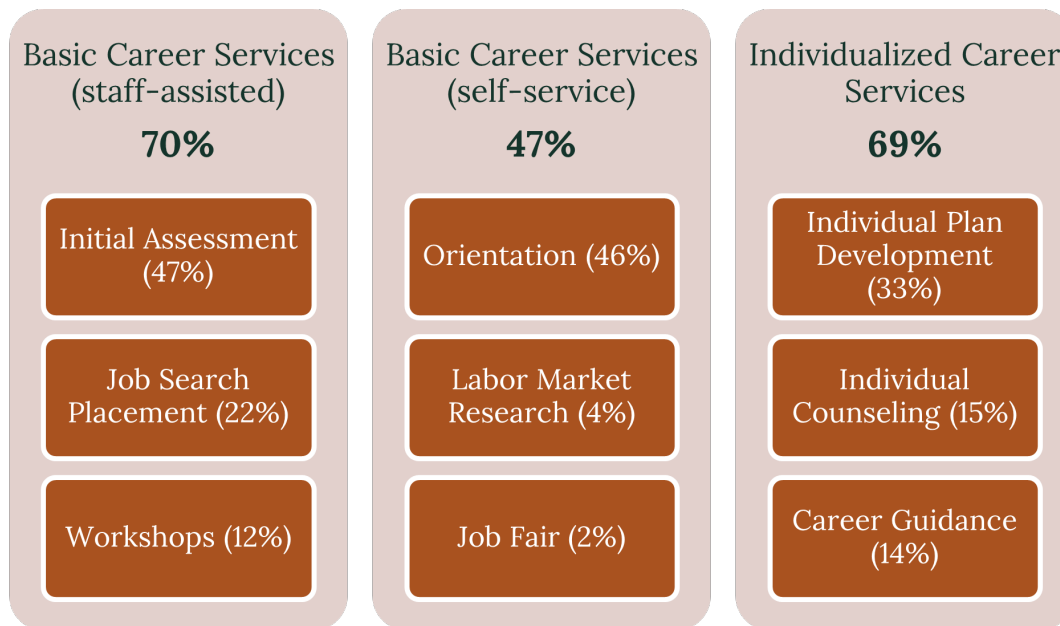 Basic Career Services
(staff-assisted)
70%
Initial Assessment
(47%)
Job Search
Placement (22%)
Workshops (12%)
Basic Career Services
(self-service)
47%
Orientation (46%)
Labor Market
Research (4%)
Job Fair (2%)
Individualized Career
Services
69%
Individual Plan
Development
(33%)
Individual
Counseling (15%)
Career Guidance
(14%)